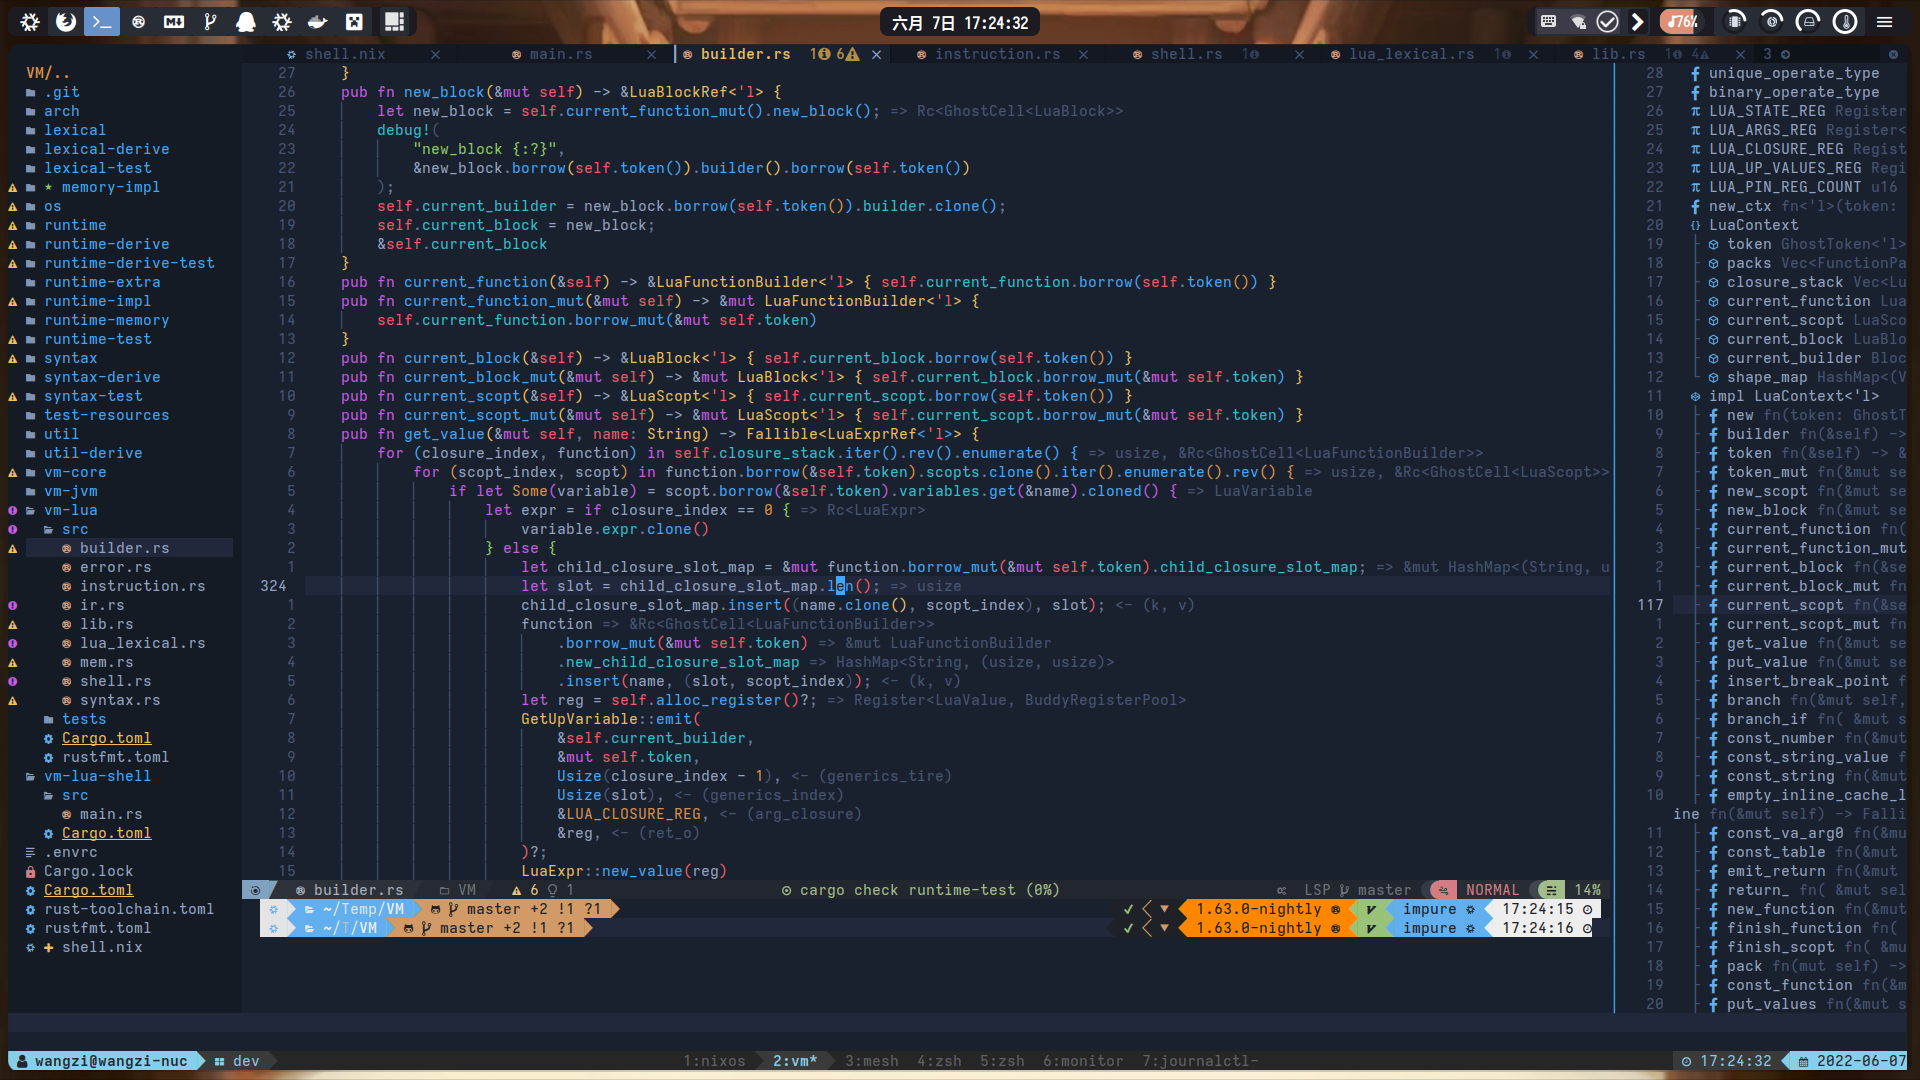 六月 7日 17:24:32
76%
shell.nix
main.rs
builder.rs 1 6
instruction.rs
shell.rs 1
lua_lexical.rs 1
lib.rs 1 4
3
VM/..
.git
arch
lexical
lexical-derive
lexical-test
★ memory-impl
os
runtime
runtime-derive
runtime-derive-test
runtime-extra
runtime-impl
runtime-memory
runtime-test
syntax
syntax-derive
syntax-test
test-resources
util
util-derive
vm-core
vm-jvm
vm-lua
src
builder.rs
error.rs
instruction.rs
ir.rs
lib.rs
lua_lexical.rs
mem.rs
shell.rs
syntax.rs
tests
Cargo.toml
rustfmt.toml
vm-lua-shell
src
main.rs
Cargo.toml
.envrc
Cargo.lock
Cargo.toml
rust-toolchain.toml
rustfmt.toml
shell.nix
27 }
26 pub fn new_block(&mut self) -> &LuaBlockRef<'l> {
25 let new_block = self.current_function_mut().new_block(); => Rc<GhostCell<LuaBlock>>
24 debug!(
23 "new_block {:?}",
22 &new_block.borrow(self.token()).builder().borrow(self.token())
21 );
20 self.current_builder = new_block.borrow(self.token()).builder.clone();
19 self.current_block = new_block;
18 &self.current_block
17 }
16 pub fn current_function(&self) -> &LuaFunctionBuilder<'l> { self.current_function.borrow(self.token()) }
15 pub fn current_function_mut(&mut self) -> &mut LuaFunctionBuilder<'l> {
14 self.current_function.borrow_mut(&mut self.token)
13 }
12 pub fn current_block(&self) -> &LuaBlock<'l> { self.current_block.borrow(self.token()) }
11 pub fn current_block_mut(&mut self) -> &mut LuaBlock<'l> { self.current_block.borrow_mut(&mut self.token) }
10 pub fn current_scopt(&self) -> &LuaScopt<'l> { self.current_scopt.borrow(self.token()) }
9 pub fn current_scopt_mut(&mut self) -> &mut LuaScopt<'l> { self.current_scopt.borrow_mut(&mut self.token) }
8 pub fn get_value(&mut self, name: String) -> Fallible<LuaExprRef<'l>> {
7 for (closure_index, function) in self.closure_stack.iter().rev().enumerate() { => usize, &Rc<GhostCell<LuaFunctionBuilder>>
6 for (scopt_index, scopt) in function.borrow(&self.token).scopts.clone().iter().enumerate().rev() { => usize, &Rc<GhostCell<LuaScopt>>
5 if let Some(variable) = scopt.borrow(&self.token).variables.get(&name).cloned() { => LuaVariable
4 let expr = if closure_index == 0 { => Rc<LuaExpr>
3 variable.expr.clone()
2 } else {
1 let child_closure_slot_map = &mut function.borrow_mut(&mut self.token).child_closure_slot_map; => &mut HashMap<(String, u
324 let slot = child_closure_slot_map.len(); => usize
1 child_closure_slot_map.insert((name.clone(), scopt_index), slot); <- (k, v)
2 function => &Rc<GhostCell<LuaFunctionBuilder>>
3 .borrow_mut(&mut self.token) => &mut LuaFunctionBuilder
4 .new_child_closure_slot_map => HashMap<String, (usize, usize)>
5 .insert(name, (slot, scopt_index)); <- (k, v)
6 let reg = self.alloc_register()?; => Register<LuaValue, BuddyRegisterPool>
7 GetUpVariable::emit(
8 &self.current_builder,
9 &mut self.token,
10 Usize(closure_index - 1), <- (generics_tire)
11 Usize(slot), <- (generics_index)
12 &LUA_CLOSURE_REG, <- (arg_closure)
13 &reg, <- (ret_o)
14 )?;
15 LuaExpr::new_value(reg)
builder.rs VM 6 1 cargo check runtime-test (0%) LSP master NORMAL 14%
~/Temp/VM master +2 !1 ?1 ✓ 1.63.0-nightly impure 17:24:15
~/T/VM master +2 !1 ?1 ✓ 1.63.0-nightly impure 17:24:16
28 unique_operate_type
27 binary_operate_type
26 π LUA_STATE_REG Register
25 π LUA_ARGS_REG Register<
24 π LUA_CLOSURE_REG Regist
23 π LUA_UP_VALUES_REG Regi
22 π LUA_PIN_REG_COUNT u16
21 new_ctx fn<'l>(token:
20 {} LuaContext
19 token GhostToken<'l>
18 packs Vec<FunctionPa
17 closure_stack Vec<Lu
16 current_function Lua
15 current_scopt LuaSco
14 current_block LuaBlo
13 current_builder Bloc
12 shape_map HashMap<(V
11 impl LuaContext<'l>
10 new fn(token: GhostT
9 builder fn(&self) ->
8 token fn(&self) -> &
7 token_mut fn(&mut se
6 new_scopt fn(&mut se
5 new_block fn(&mut se
4 current_function fn(
3 current_function_mut
2 current_block fn(&se
1 current_block_mut fn
117 current_scopt fn(&se
1 current_scopt_mut fn
2 get_value fn(&mut se
3 put_value fn(&mut se
4 insert_break_point f
5 branch fn(&mut self,
6 branch_if fn( &mut s
7 const_number fn(&mut
8 const_string_value f
9 const_string fn(&mut
10 empty_inline_cache_l
ine fn(&mut self) -> Falli
11 const_va_arg0 fn(&mu
12 const_table fn(&mut
13 emit_return fn(&mut
14 return_ fn( &mut sel
15 new_function fn(&mut
16 finish_function fn(
17 finish_scopt fn( &mu
18 pack fn(mut self) ->
19 const_function fn(&m
20 put_values fn(&mut s
wangzi@wangzi-nuc dev 1:nixos 2:vm* 3:mesh 4:zsh 5:zsh 6:monitor 7:journalctl- 17:24:32 2022-06-07